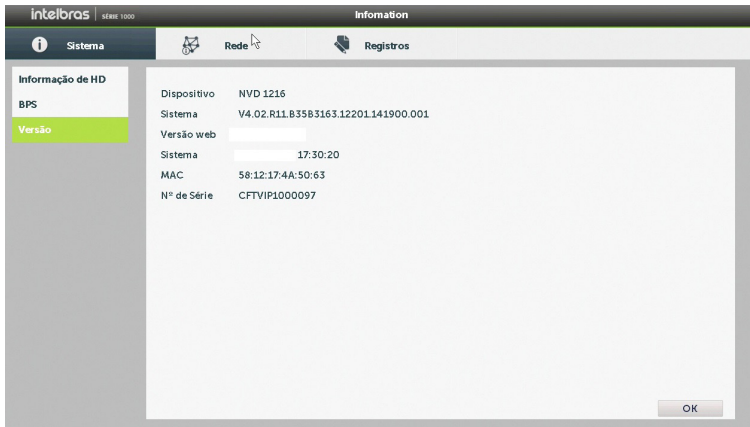 intelbras SÉRIE 1000 Infomation
Sistema Rede Registros
Informação de HD
BPS
Versão
Dispositivo NVD 1216
Sistema V4.02.R11.B35B3163.12201.141900.001
Versão web
Sistema 17:30:20
MAC 58:12:17:4A:50:63
Nº de Série CFTVIP1000097
OK